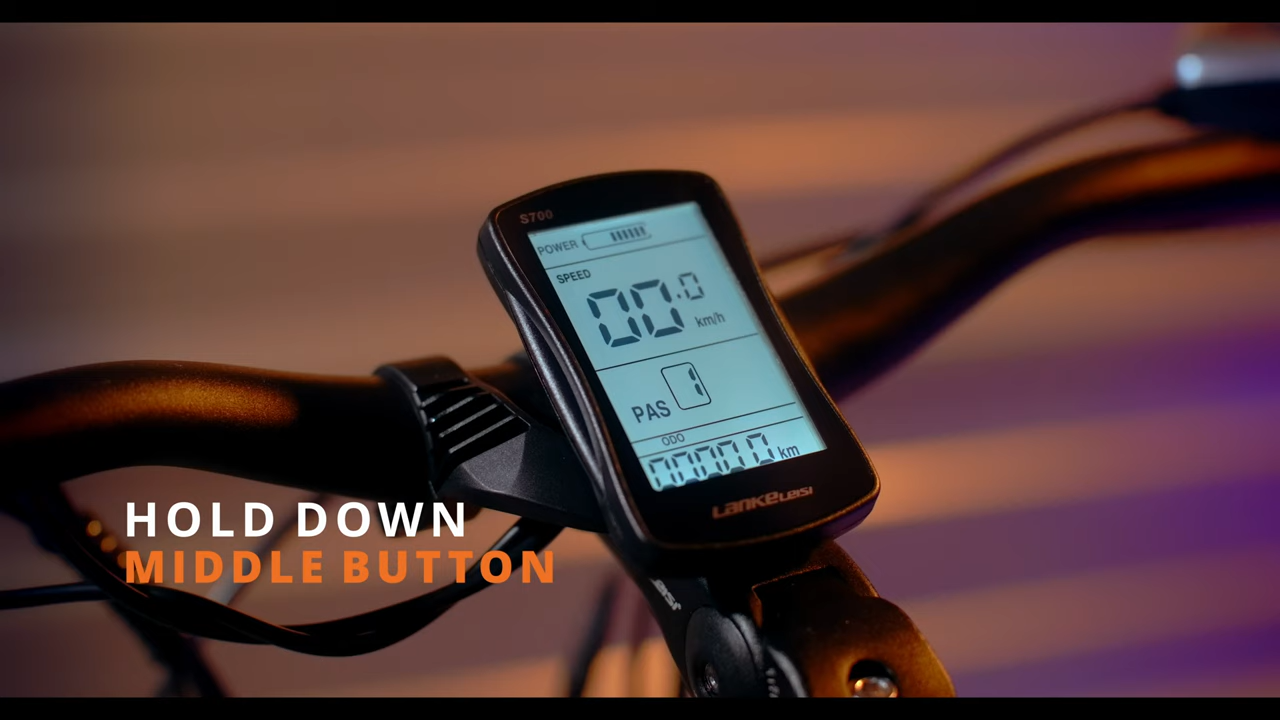 S700
POWER
SPEED
00.0
km/h
PAS 1
ODO
00000 km
LANKELEISI
HOLD DOWN
MIDDLE BUTTON